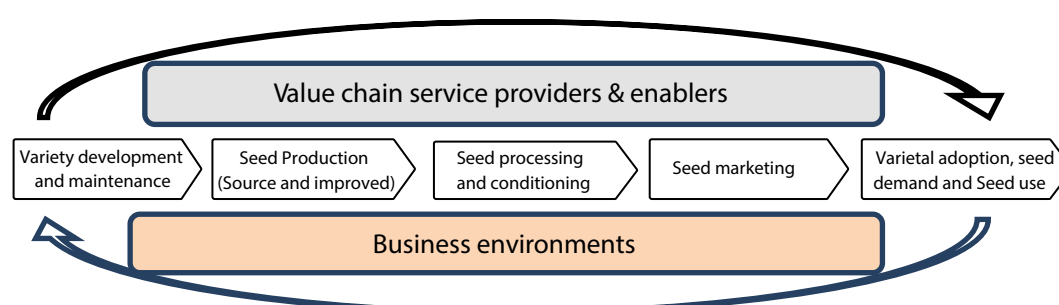 Value chain service providers & enablers
Variety development
and maintenance
Seed Production
(Source and improved)
Seed processing
and conditioning
Seed marketing
Varietal adoption, seed
demand and Seed use
Business environments